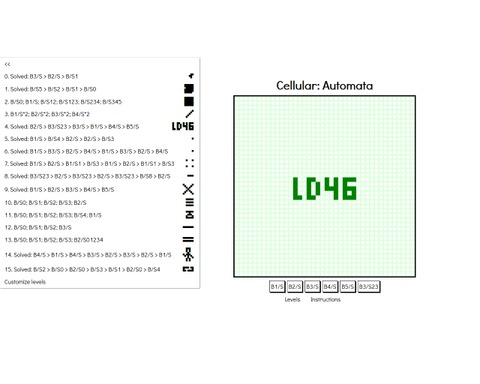 <<
0. Solved: B3/S > B2/S > B/S1
1. Solved: B/S5 > B/S2 > B/S1 > B/S0
2. B/S0; B1/S; B/S12; B/S123; B/S234; B/S345
3. B1/S*2; B2/S*2; B3/S*2; B4/S*2
4. Solved: B2/S > B3/S23 > B3/S > B1/S > B4/S > B5/S
LD46
5. Solved: B1/S > B/S4 > B2/S > B2/S > B/S3
6. Solved: B1/S > B3/S > B2/S > B4/S > B1/S > B3/S > B2/S > B4/S
7. Solved: B1/S > B2/S > B1/S1 > B/S3 > B1/S > B2/S > B1/S1 > B/S3
8. Solved: B3/S23 > B2/S > B3/S23 > B2/S > B3/S23 > B/S8 > B2/S
9. Solved: B1/S > B2/S > B3/S > B4/S > B5/S
10. B/S0; B/S1; B/S2; B/S3; B2/S
11. B/S0; B/S1; B/S2; B/S3; B/S4; B1/S
12. B/S0; B/S1; B/S2; B3/S
13. B/S0; B/S1; B/S2; B/S3; B2/S01234
14. Solved: B4/S > B1/S > B4/S > B3/S > B2/S > B3/S > B2/S > B1/S
15. Solved: B/S2 > B/S0 > B2/S0 > B/S3 > B/S1 > B2/S0 > B/S4
Customize levels
Cellular: Automata
LD46
B1/S B2/S B3/S B4/S B5/S B3/S23
Levels Instructions